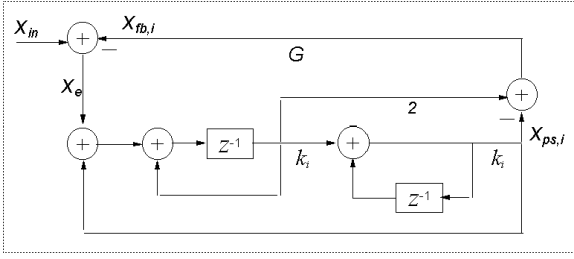 X_in
X_fb,i
+
−
G
X_e
2
+
−
+
+
z⁻¹
k_i
-
+
k_i
X_ps,i
z⁻¹